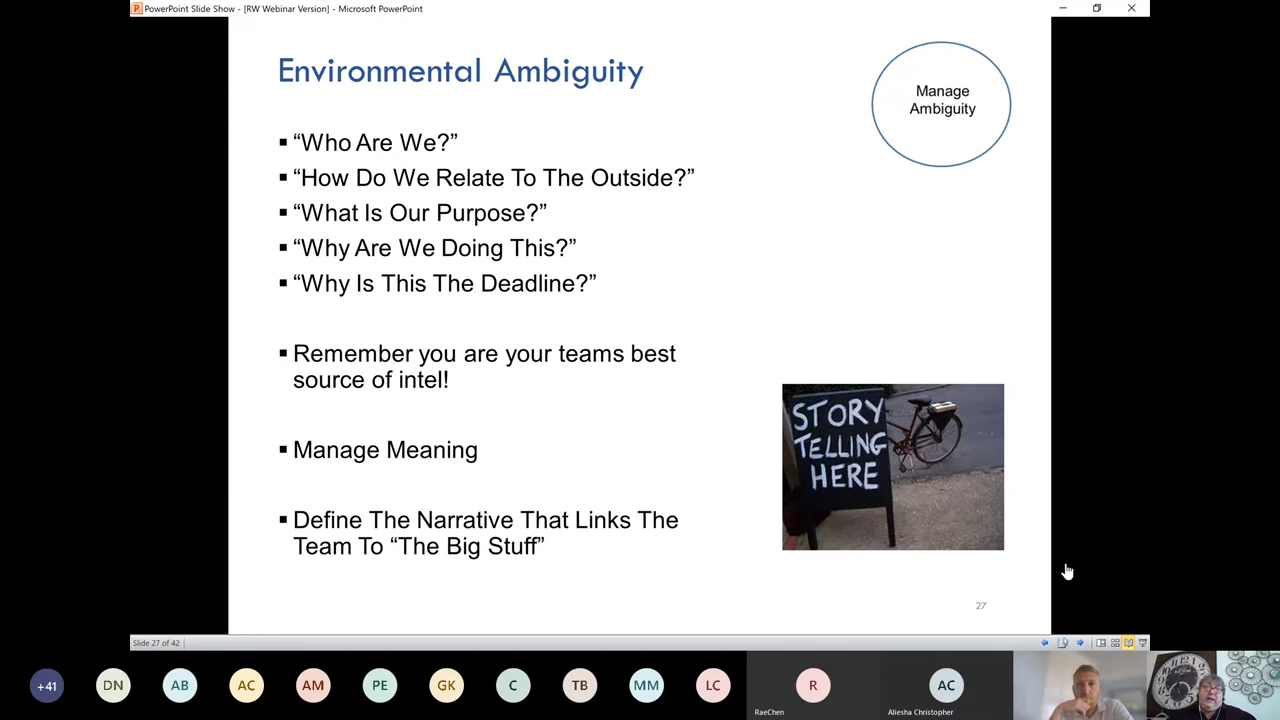 PowerPoint Slide Show - [RW Webinar Version] - Microsoft PowerPoint
Environmental Ambiguity
Manage
Ambiguity
▪ “Who Are We?”
▪ “How Do We Relate To The Outside?”
▪ “What Is Our Purpose?”
▪ “Why Are We Doing This?”
▪ “Why Is This The Deadline?”
▪ Remember you are your teams best
source of intel!
▪ Manage Meaning
▪ Define The Narrative That Links The
Team To “The Big Stuff”
STORY
TELLING
HERE
27
Slide 27 of 42
+41
DN
AB
AC
AM
PE
GK
C
TB
MM
LC
R
RaeChen
AC
Aliesha Christopher